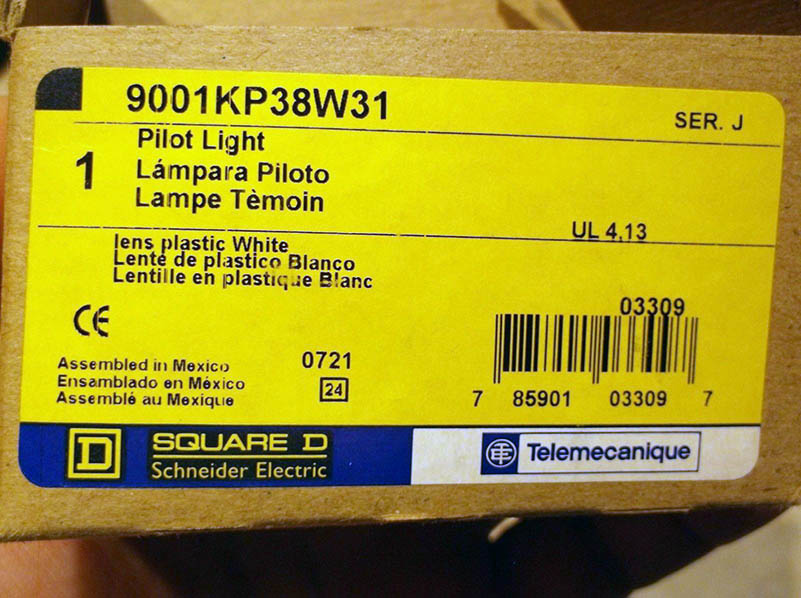 9001KP38W31
SER. J
1
Pilot Light
Lámpara Piloto
Lampe Tèmoin
UL 4,13
lens plastic White
Lente de plastico Blanco
Lentille en plastique Blanc
CE
03309
Assembled in Mexico
Ensamblado en México
Assemblé au Mexique
0721
24
7 85901 03309 7
D
SQUARE D
Schneider Electric
TE Telemecanique